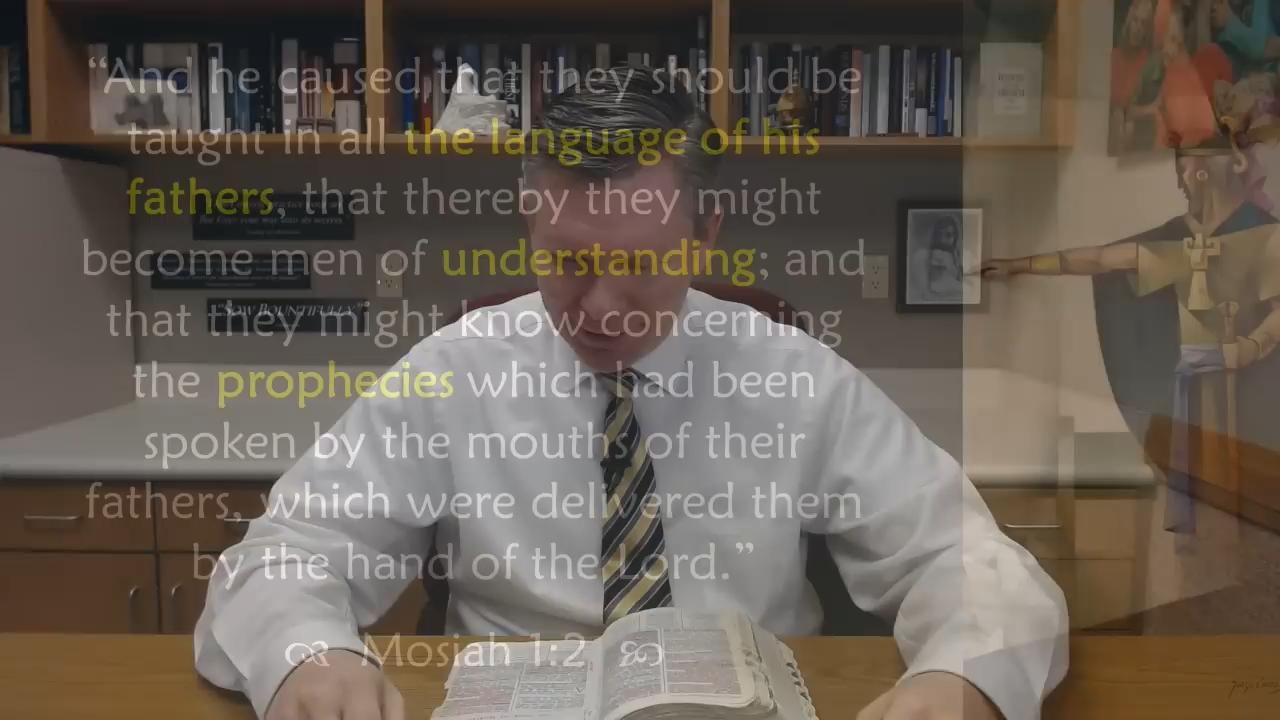 “And he caused that they should be
taught in all the language of his
fathers, that thereby they might
become men of understanding; and
that they might know concerning
the prophecies which had been
spoken by the mouths of their
fathers, which were delivered them
by the hand of the Lord.”
Mosiah 1:2
“SOW BOUNTIFULLY”